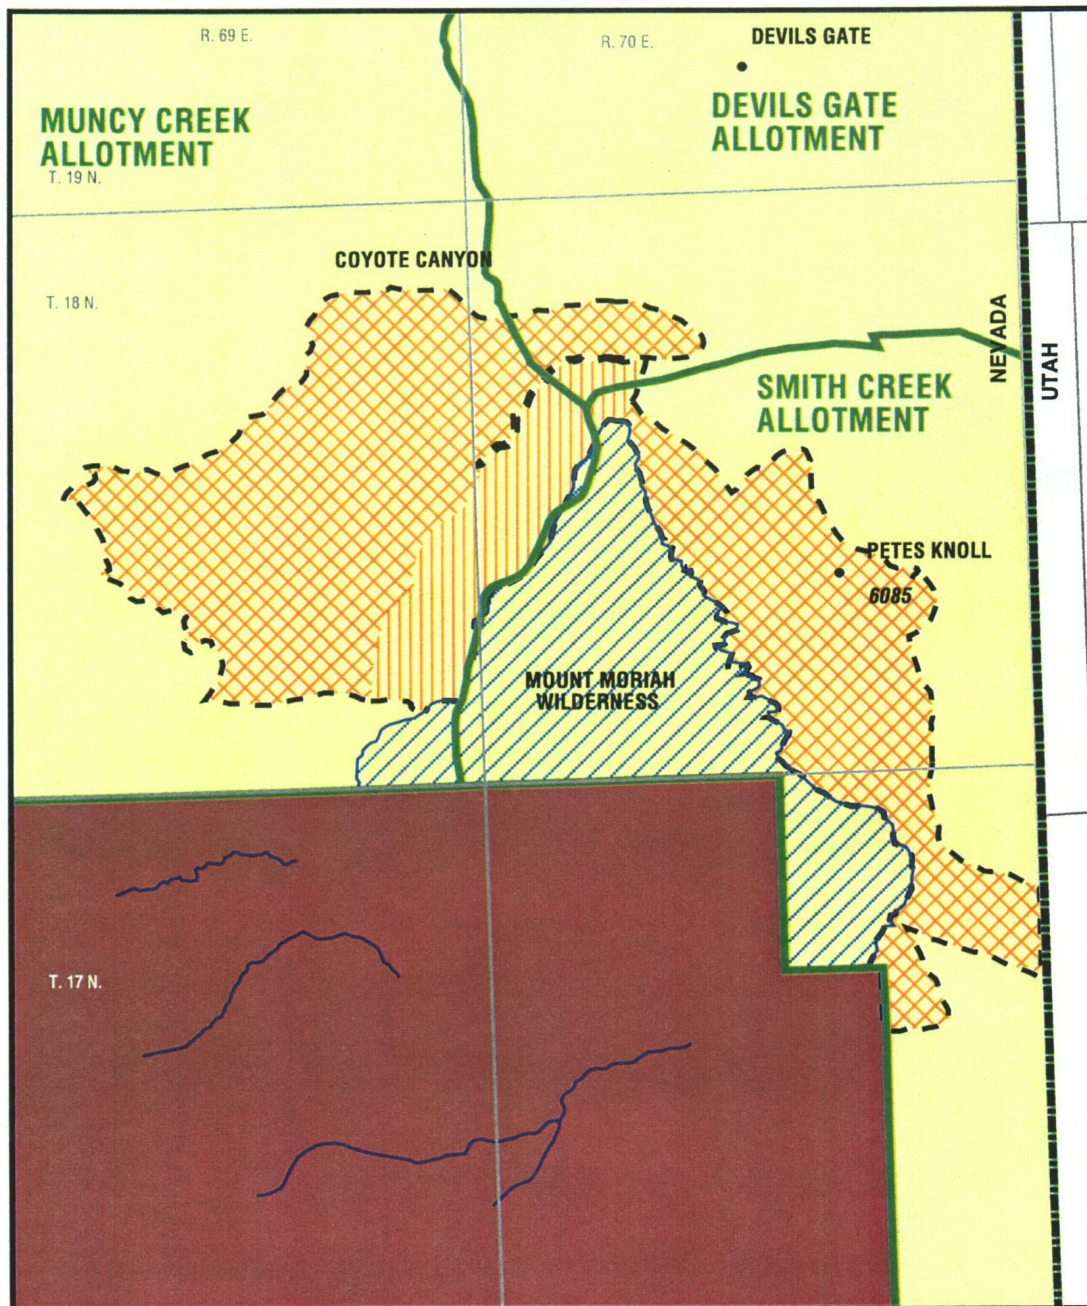 R. 69 E.
R. 70 E.
DEVILS GATE
MUNCY CREEK
ALLOTMENT
DEVILS GATE
ALLOTMENT
T. 19 N.
COYOTE CANYON
T. 18 N.
NEVADA
UTAH
SMITH CREEK
ALLOTMENT
PETES KNOLL
6085
MOUNT MORIAH
WILDERNESS
T. 17 N.